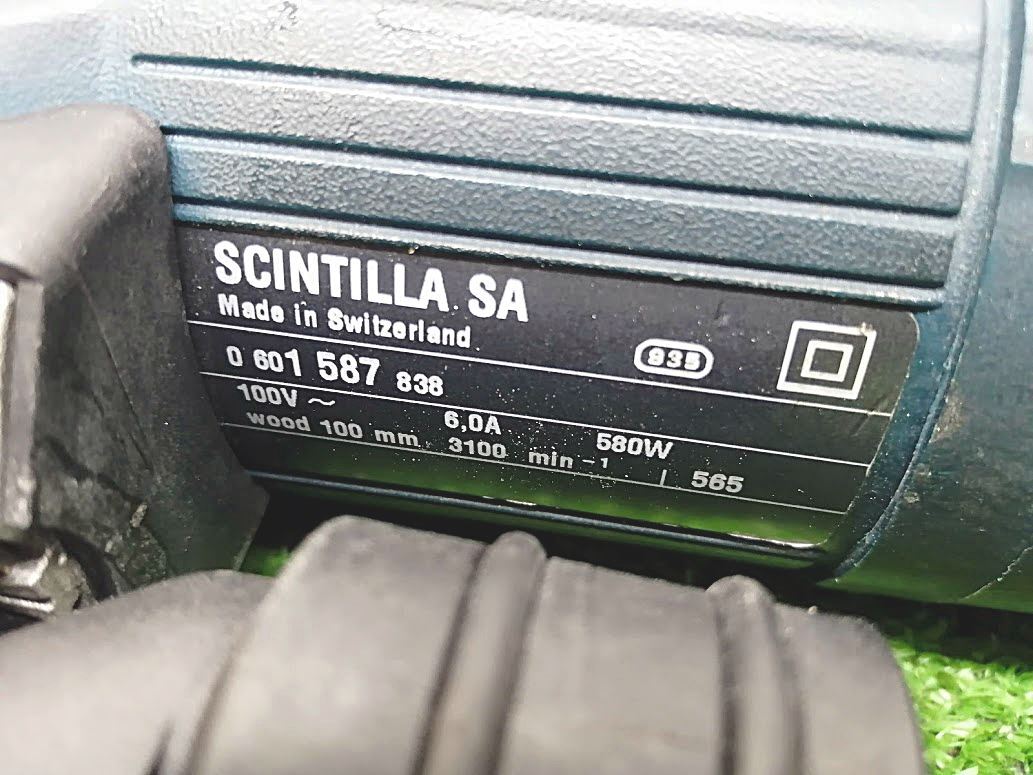 SCINTILLA SA
Made in Switzerland
935
0 601 587 838
100V ~ 6,0A 580W
wood 100 mm 3100 min -1 | 565